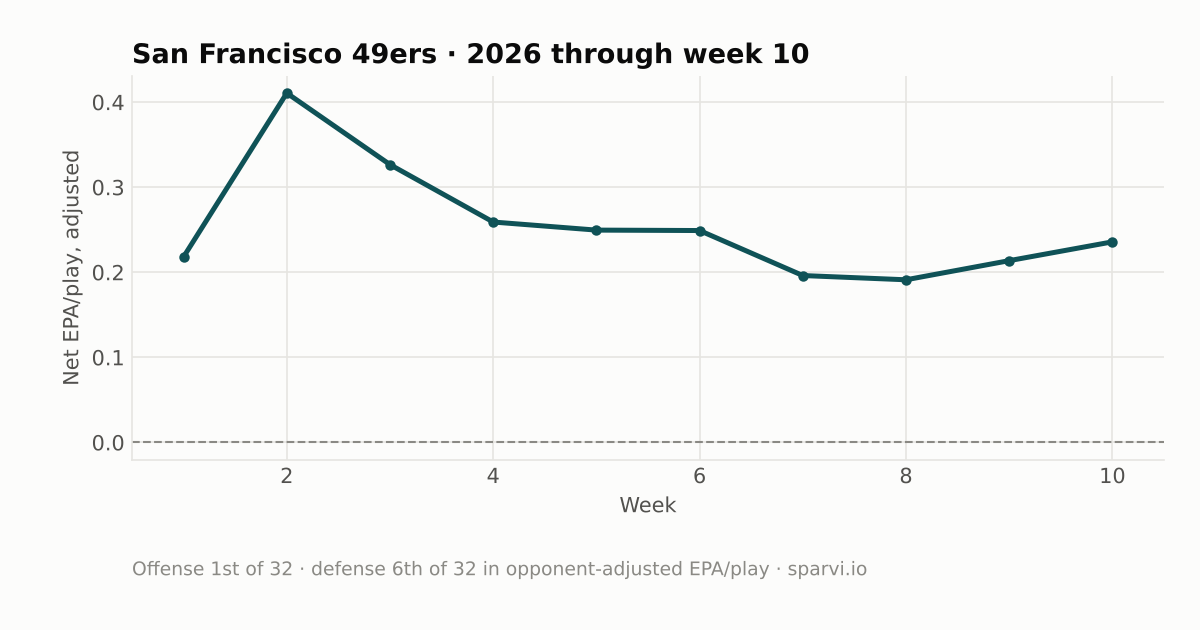 San Francisco 49ers · 2026 through week 10
Net EPA/play, adjusted
0.4
0.3
0.2
0.1
0.0
2 4 6 8 10
Week
Offense 1st of 32 · defense 6th of 32 in opponent-adjusted EPA/play · sparvi.io